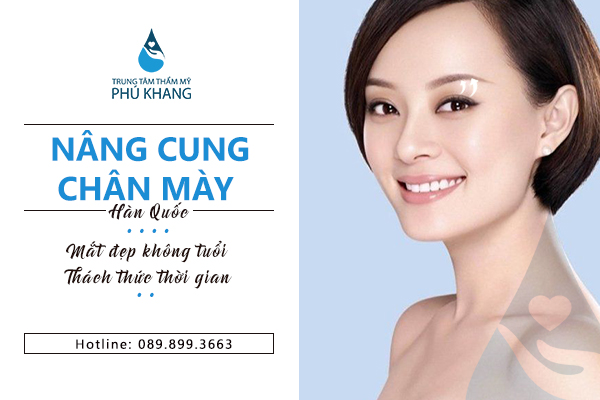 TRUNG TÂM THẨM MỸ
PHÚ KHANG
NÂNG CUNG
CHÂN MÀY
Hàn Quốc
Mắt đẹp không tuổi
Thách thức thời gian
Hotline: 089.899.3663